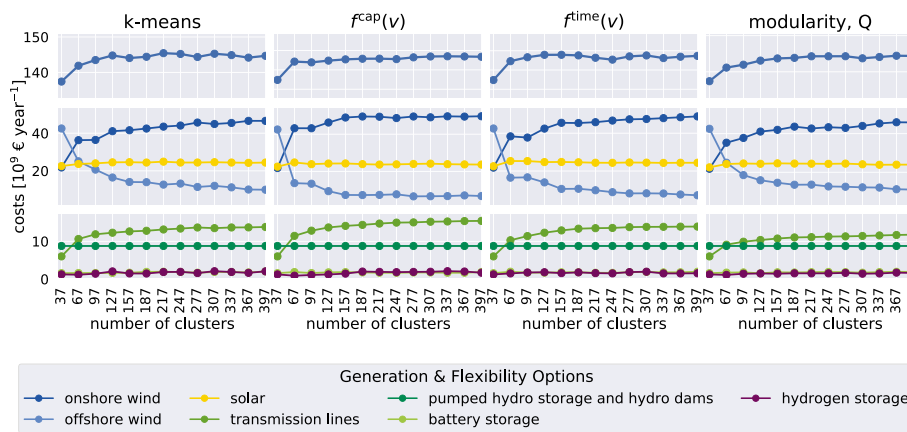 k-means
f^cap(v)
f^time(v)
modularity, Q
costs [10⁹ € year⁻¹]
150
140
40
20
10
0
37 67 97 127 157 187 217 247 277 307 337 367 397
37 67 97 127 157 187 217 247 277 307 337 367 397
37 67 97 127 157 187 217 247 277 307 337 367 397
37 67 97 127 157 187 217 247 277 307 337 367
number of clusters
number of clusters
number of clusters
number of clusters
Generation & Flexibility Options
onshore wind
solar
pumped hydro storage and hydro dams
hydrogen storage
offshore wind
transmission lines
battery storage